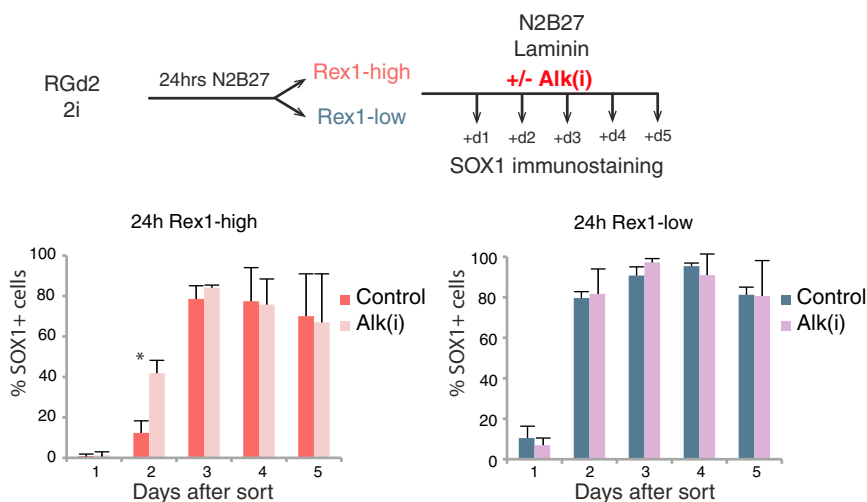 RGd2
2i
24hrs N2B27
Rex1-high
Rex1-low
N2B27
Laminin
+/- Alk(i)
+d1 +d2 +d3 +d4 +d5
SOX1 immunostaining
24h Rex1-high
% SOX1+ cells
100
80
60
40
20
0
*
Control
Alk(i)
1 2 3 4 5
Days after sort
24h Rex1-low
% SOX1+ cells
100
80
60
40
20
0
Control
Alk(i)
1 2 3 4 5
Days after sort